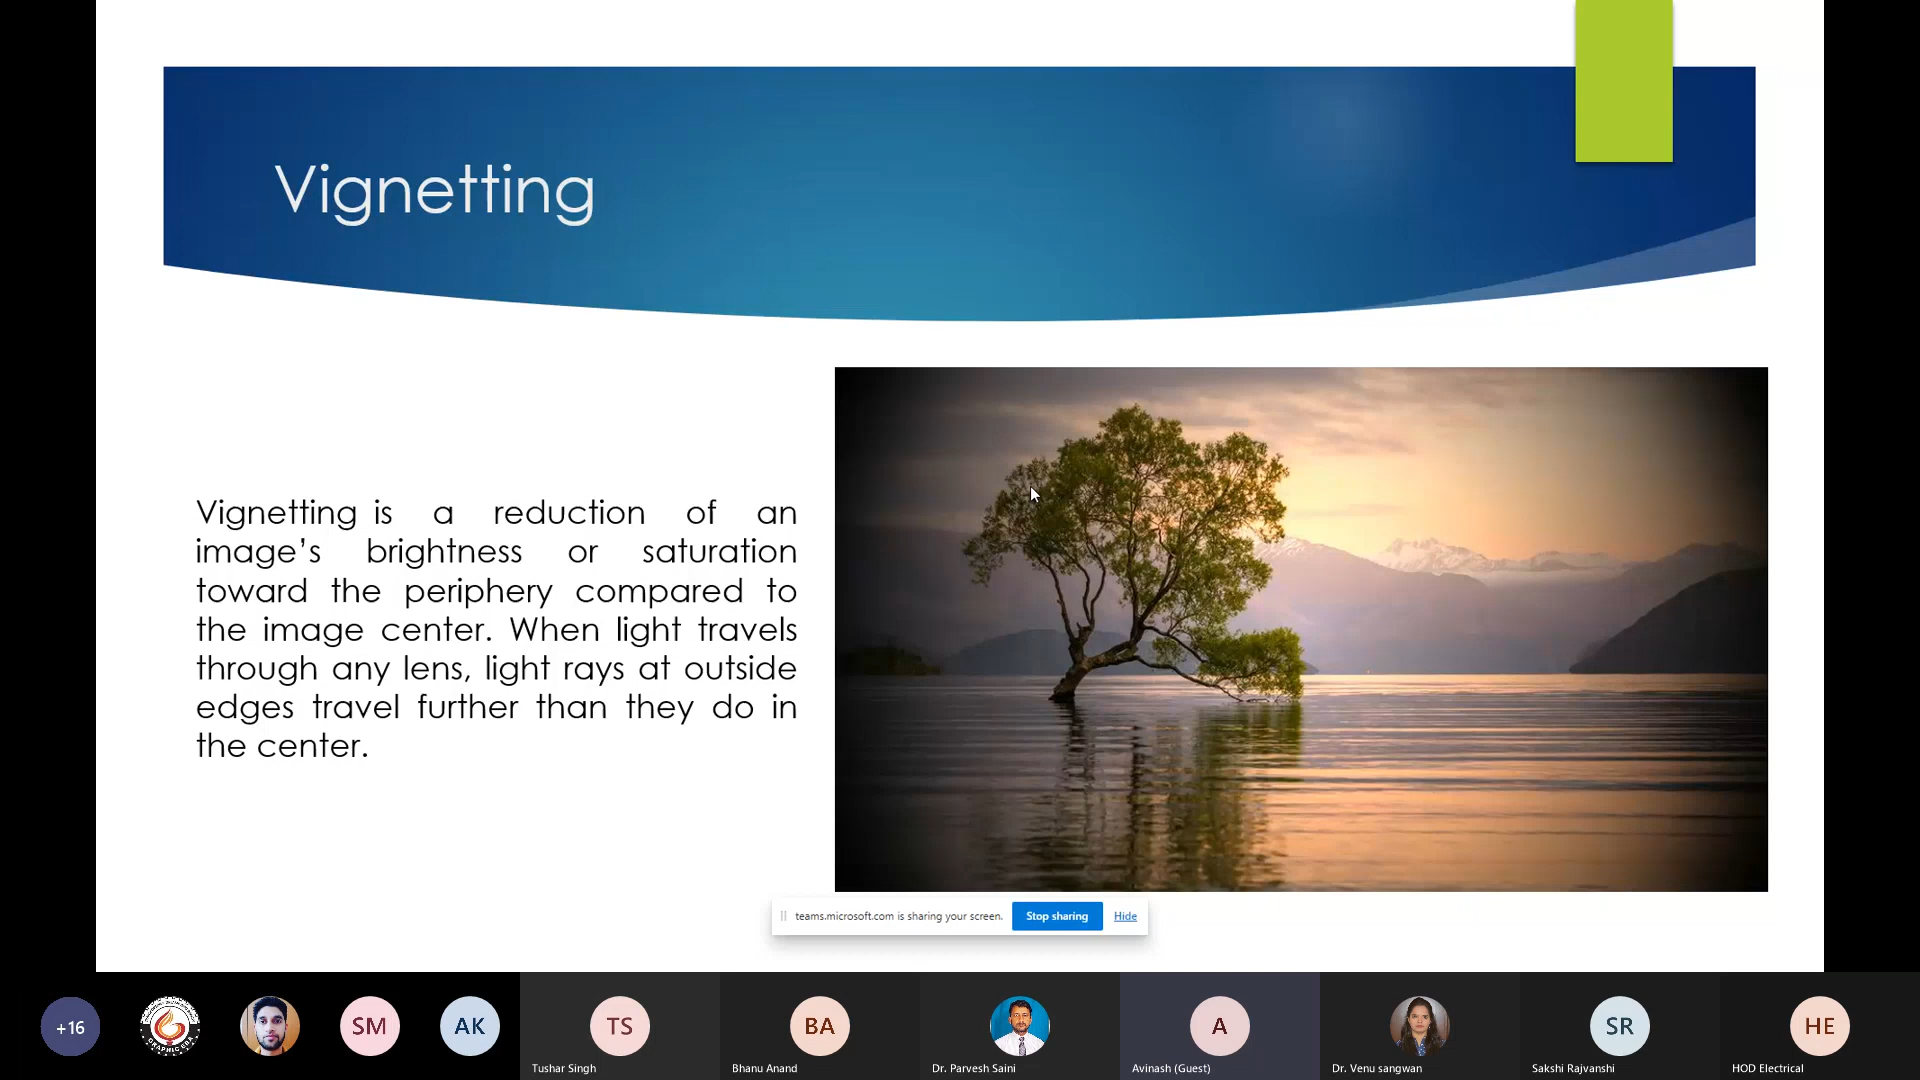 Vignetting
Vignetting is a reduction of an
image’s brightness or saturation
toward the periphery compared to
the image center. When light travels
through any lens, light rays at outside
edges travel further than they do in
the center.
teams.microsoft.com is sharing your screen. Stop sharing Hide
+16 SM AK TS BA A SR HE
GRAPHIC ERA
Tushar Singh Bhanu Anand Dr. Parvesh Saini Avinash (Guest) Dr. Venu sangwan Sakshi Rajvanshi HOD Electrical